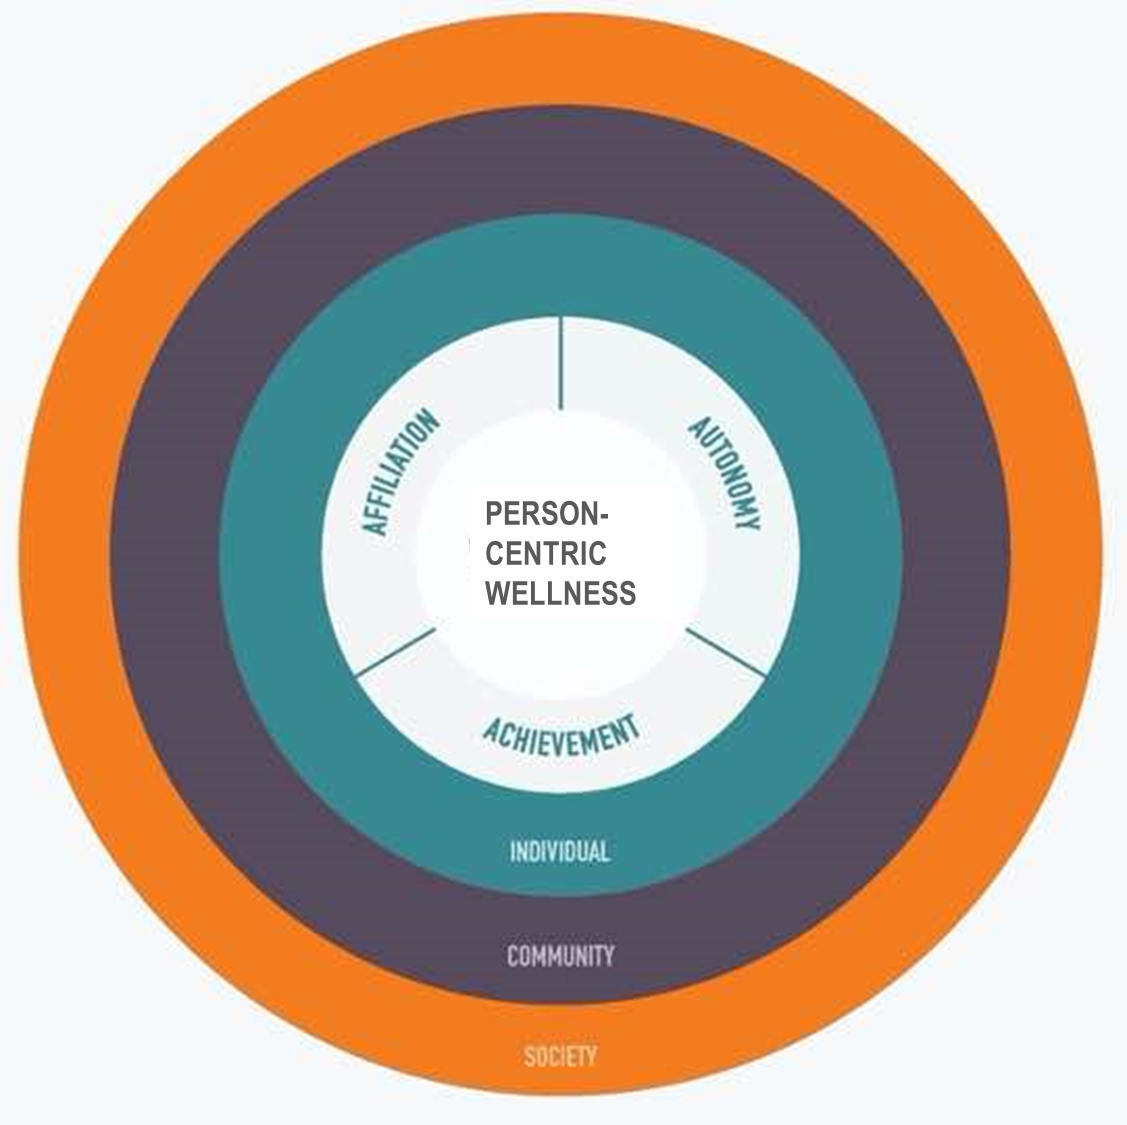 AFFILIATION
AUTONOMY
PERSON-
CENTRIC
WELLNESS
ACHIEVEMENT
INDIVIDUAL
COMMUNITY
SOCIETY